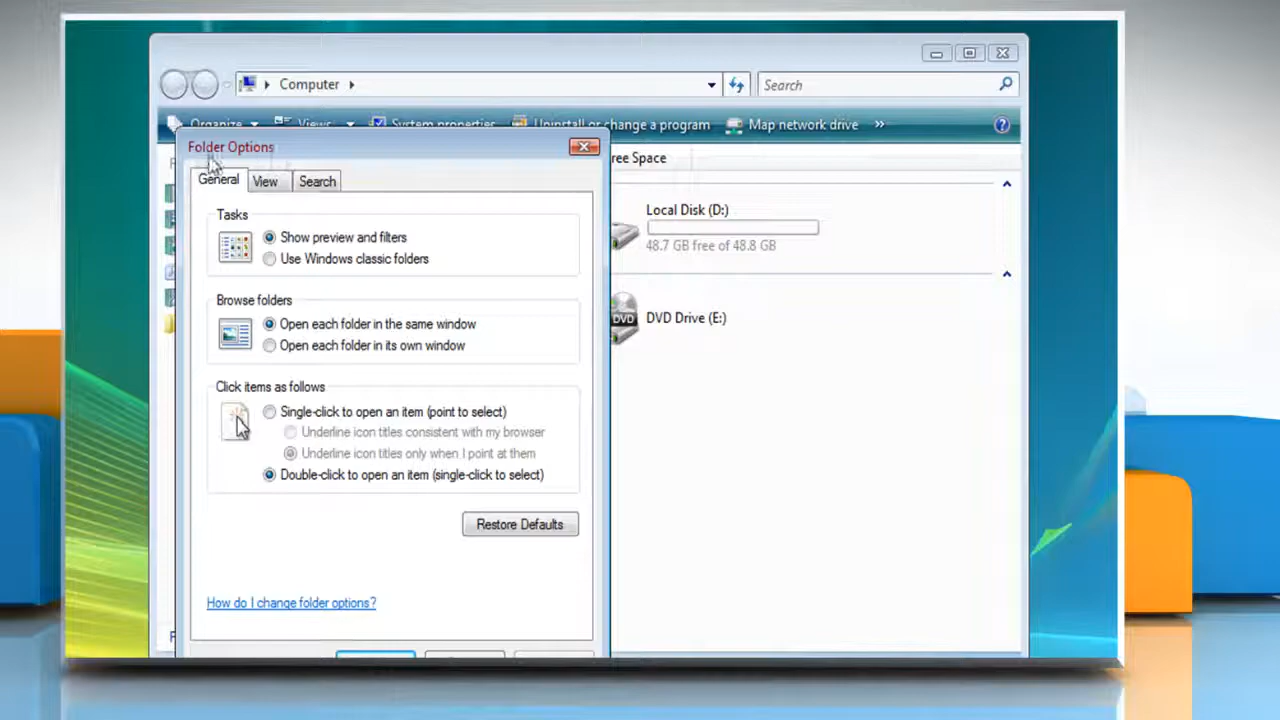 Computer
Search
Organize Views System properties Uninstall or change a program Map network drive »
Folder Options
General View Search
Tasks
Show preview and filters
Use Windows classic folders
Browse folders
Open each folder in the same window
Open each folder in its own window
Click items as follows
Single-click to open an item (point to select)
Underline icon titles consistent with my browser
Underline icon titles only when I point at them
Double-click to open an item (single-click to select)
Restore Defaults
How do I change folder options?
ree Space
Local Disk (D:)
48.7 GB free of 48.8 GB
DVD
DVD Drive (E:)